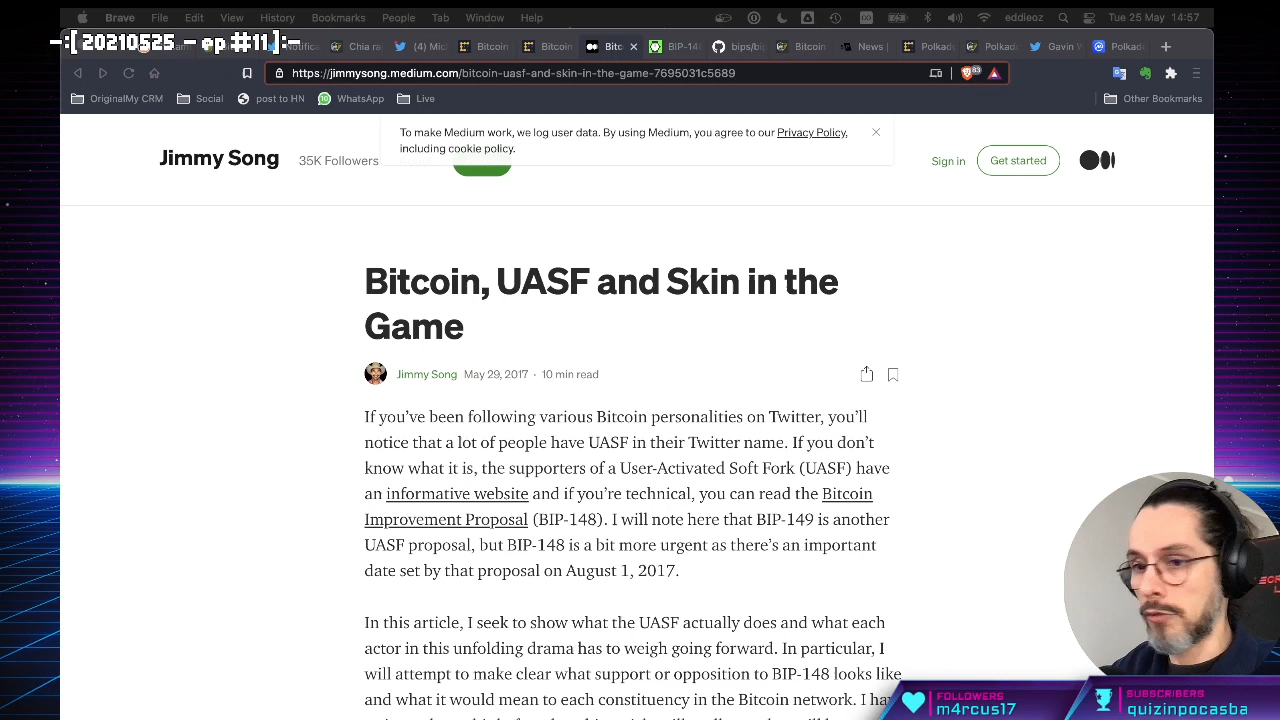 Brave File Edit View History Bookmarks People Tab Window Help eddieoz Tue 25 May 14:57
-:[ 20210525 - ep #11 ]:-
Notifica Chia ra (4) Mic Bitcoin Bitcoin Bitc BIP-14 bips/bip Bitcoin News | Polkad Polkade Gavin W Polkad
https://jimmysong.medium.com/bitcoin-uasf-and-skin-in-the-game-7695031c5689 83
OriginalMy CRM Social post to HN 10 WhatsApp Live Other Bookmarks
To make Medium work, we log user data. By using Medium, you agree to our Privacy Policy,
including cookie policy.
Jimmy Song 35K Followers Sign in Get started
Bitcoin, UASF and Skin in the
Game
Jimmy Song May 29, 2017 · 10 min read
If you’ve been following various Bitcoin personalities on Twitter, you’ll
notice that a lot of people have UASF in their Twitter name. If you don’t
know what it is, the supporters of a User-Activated Soft Fork (UASF) have
an informative website and if you’re technical, you can read the Bitcoin
Improvement Proposal (BIP-148). I will note here that BIP-149 is anoth
UASF proposal, but BIP-148 is a bit more urgent as there’s an important
date set by that proposal on August 1, 2017.
In this article, I seek to show what the UASF actually does and what each
actor in this unfolding drama has to weigh going forward. In particular, I
will attempt to make clear what support or opposition to BIP-148 looks like
and what it would mean to each constituency in the Bitcoin network. I ha
FOLLOWERS
m4rcus17
SUBSCRIBERS
quizinpocasba